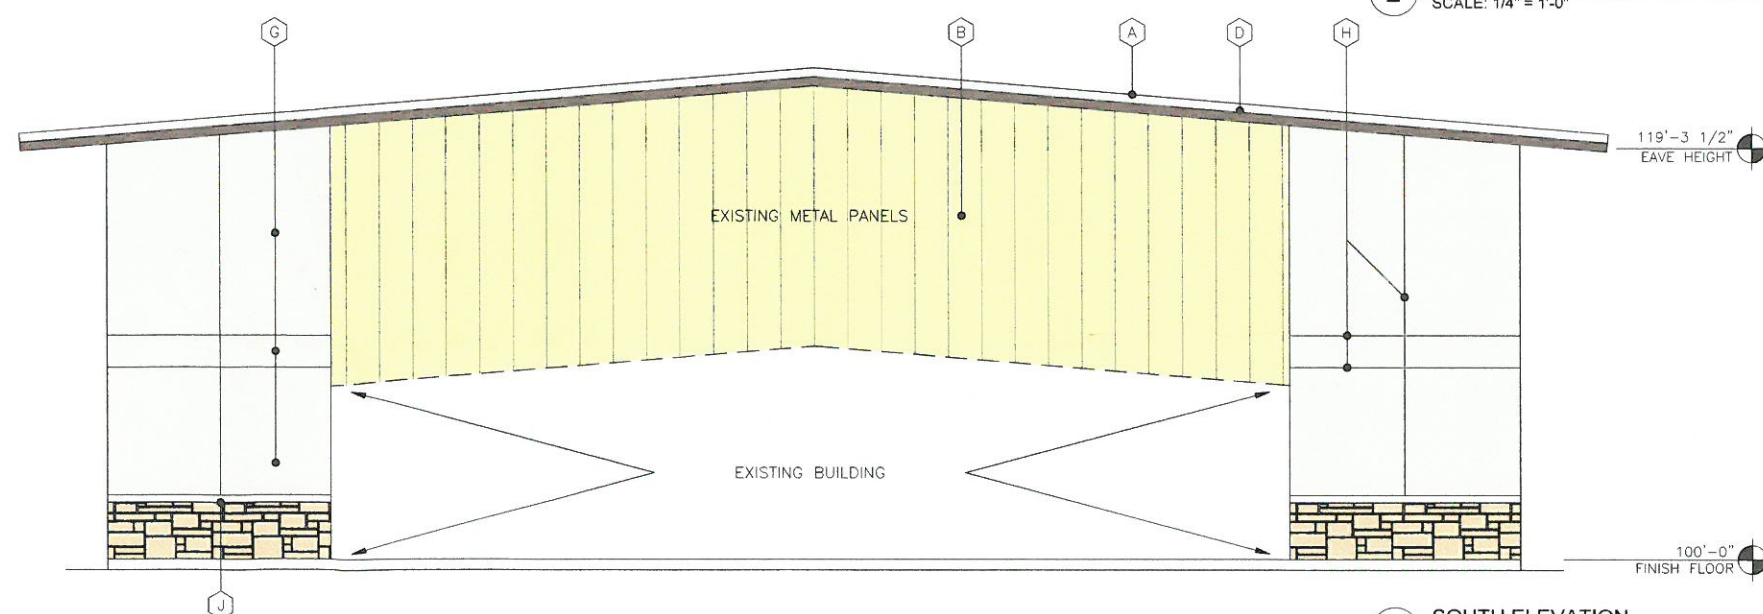 SCALE: 1/4" = 1'-0"
G
B
A
D
H
119'-3 1/2"
EAVE HEIGHT
EXISTING METAL PANELS
EXISTING BUILDING
100'-0"
FINISH FLOOR
J
SOUTH ELEVATION